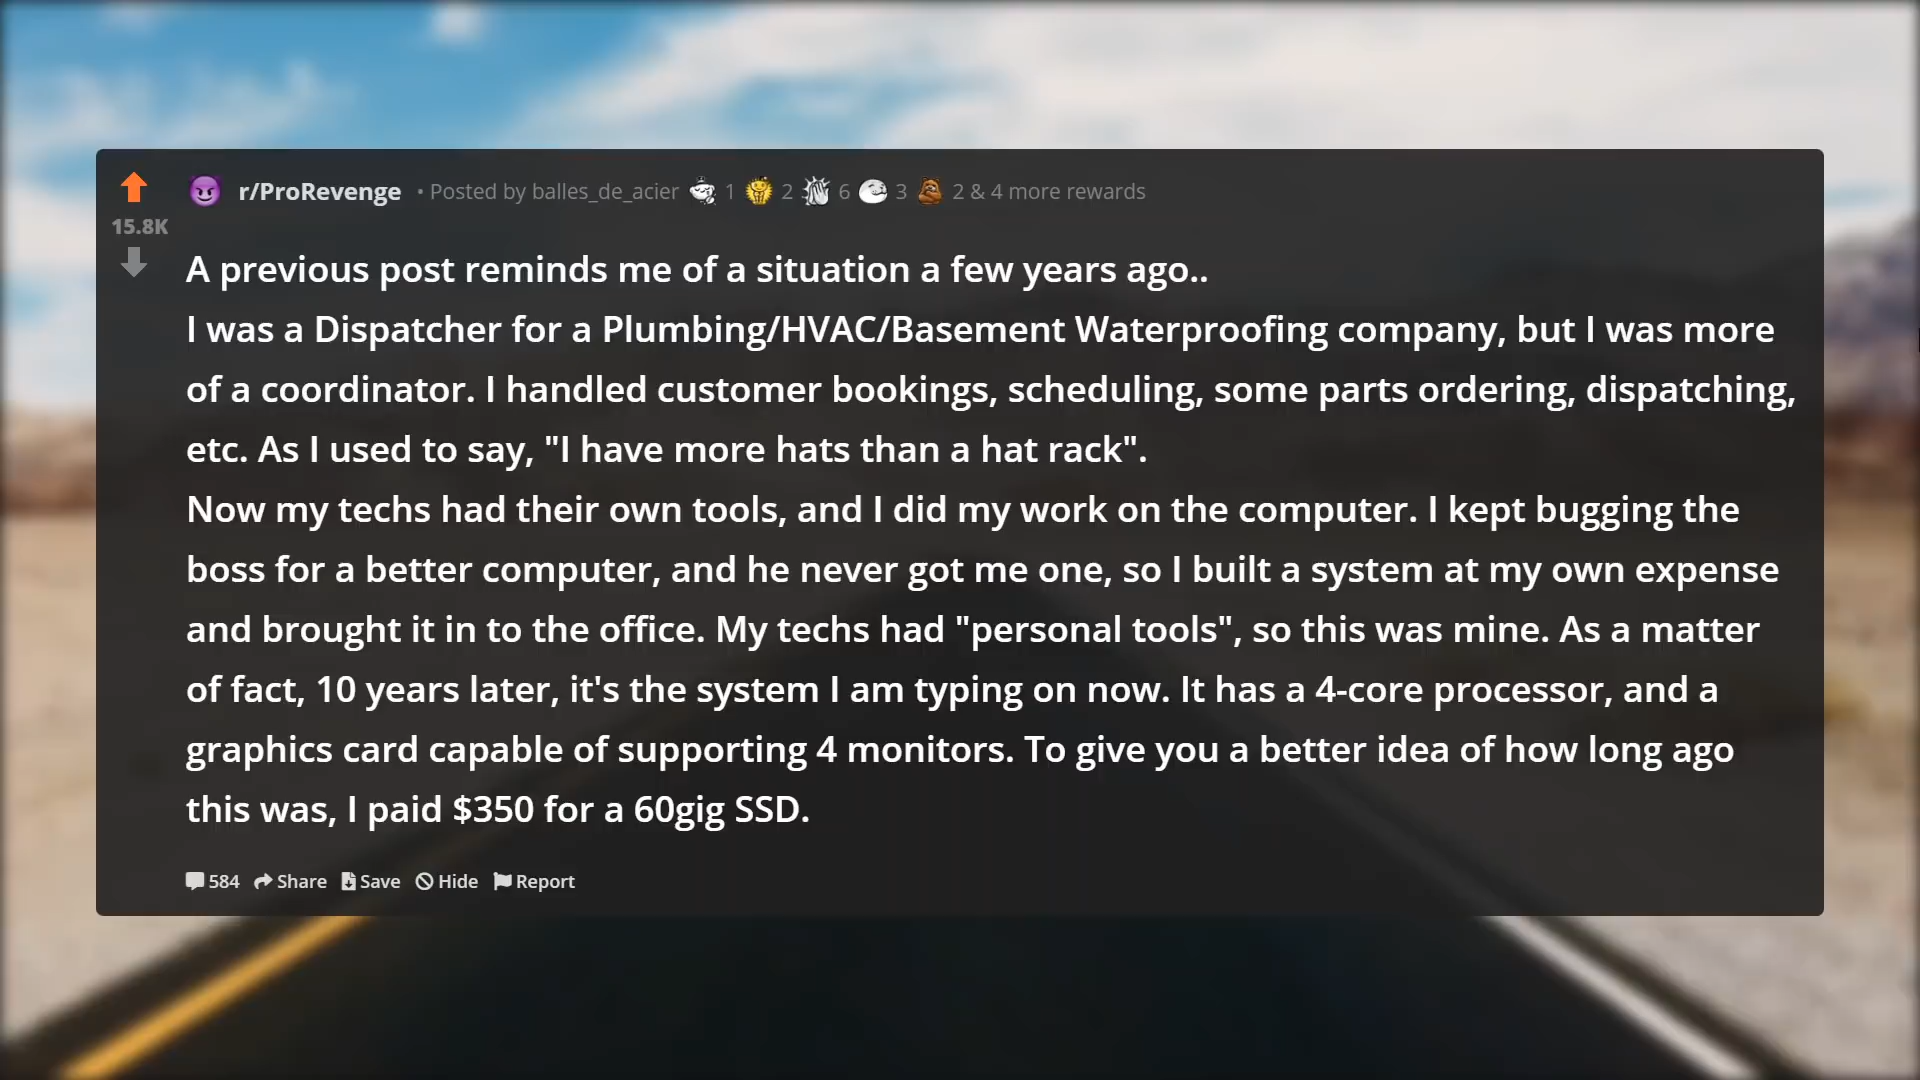 r/ProRevenge • Posted by balles_de_acier 1 2 6 3 2 & 4 more rewards
15.8K
A previous post reminds me of a situation a few years ago..
I was a Dispatcher for a Plumbing/HVAC/Basement Waterproofing company, but I was more
of a coordinator. I handled customer bookings, scheduling, some parts ordering, dispatching,
etc. As I used to say, "I have more hats than a hat rack".
Now my techs had their own tools, and I did my work on the computer. I kept bugging the
boss for a better computer, and he never got me one, so I built a system at my own expense
and brought it in to the office. My techs had "personal tools", so this was mine. As a matter
of fact, 10 years later, it's the system I am typing on now. It has a 4-core processor, and a
graphics card capable of supporting 4 monitors. To give you a better idea of how long ago
this was, I paid $350 for a 60gig SSD.
584 Share Save Hide Report